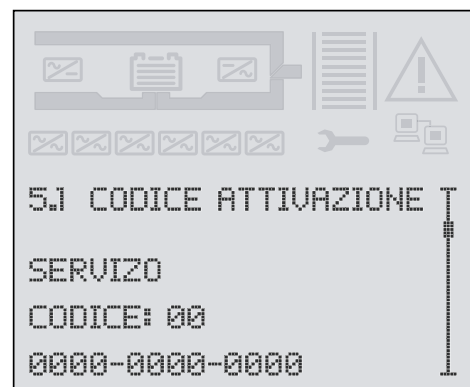 5.1 CODICE ATTIVAZIONE
SERVIZO
CODICE: 00
0000-0000-0000